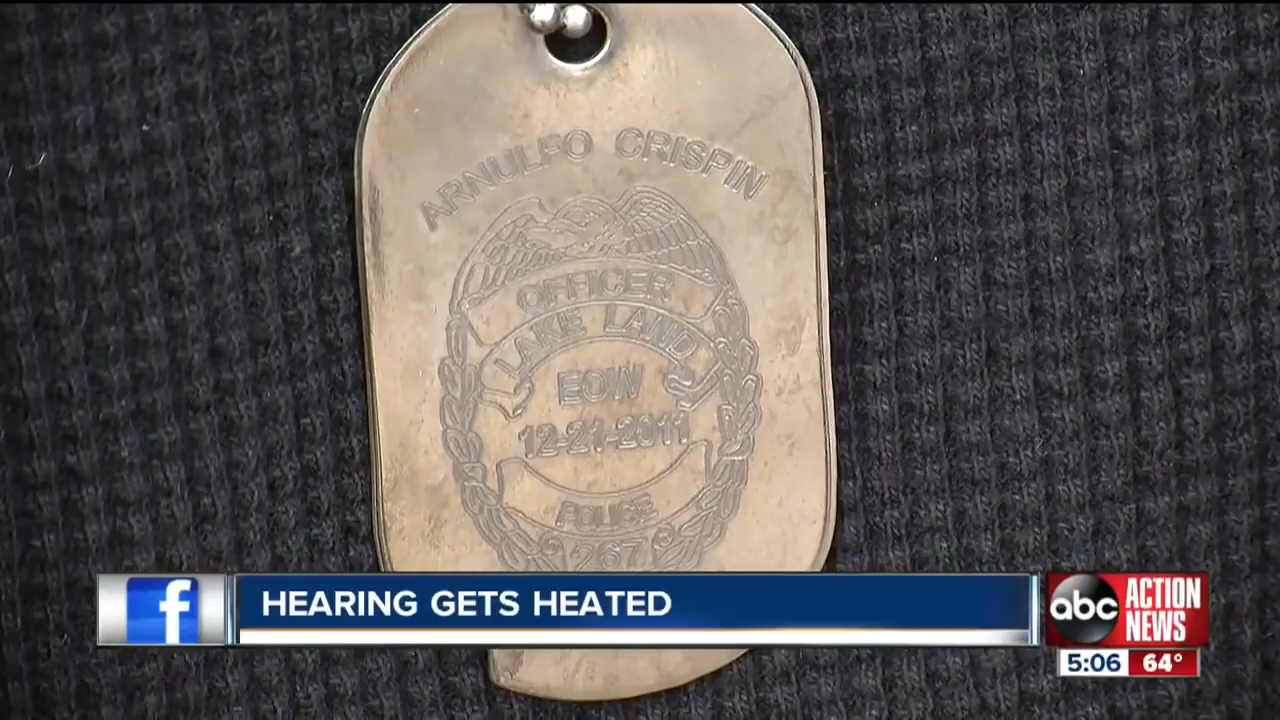 ARNULFO CRISPIN
OFFICER
LAKE LAND
EOW
12-21-2011
POLICE
267
f
HEARING GETS HEATED
abc ACTION
NEWS
5:06 64°